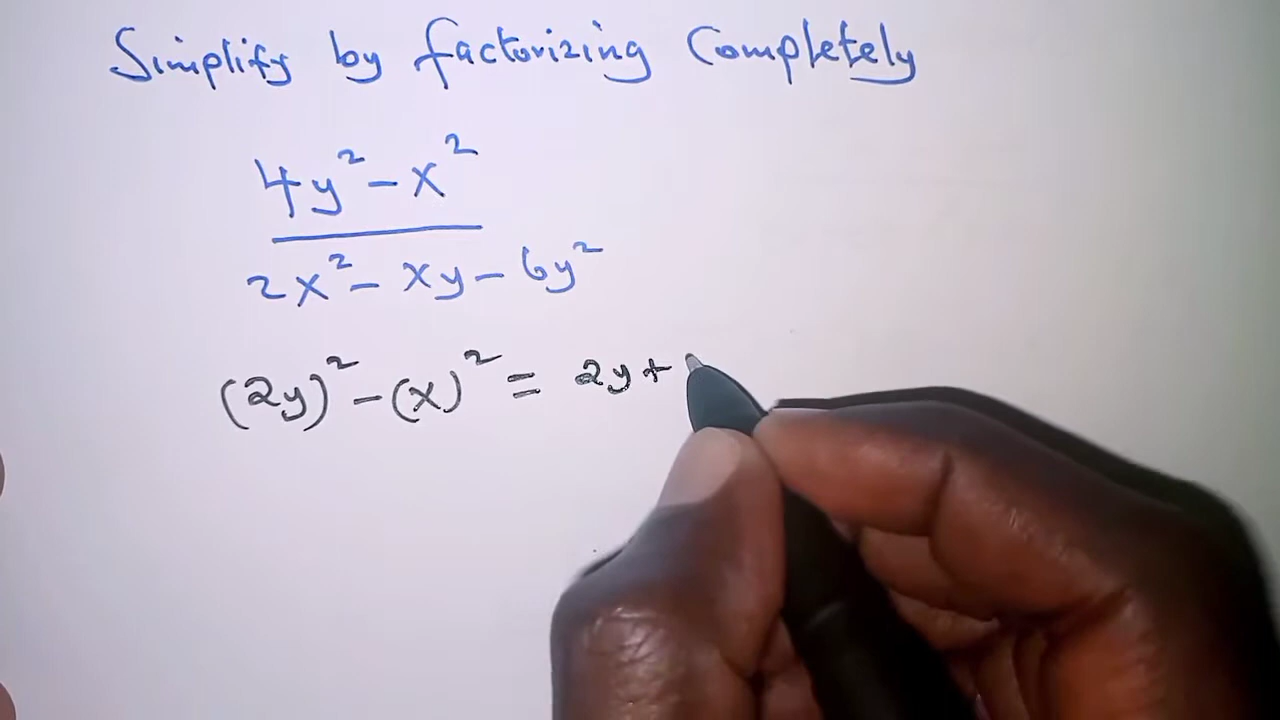 Simplify by factorizing Completely
4y² - x²
2x² - xy - 6y²
(2y)² - (x)² = 2y +